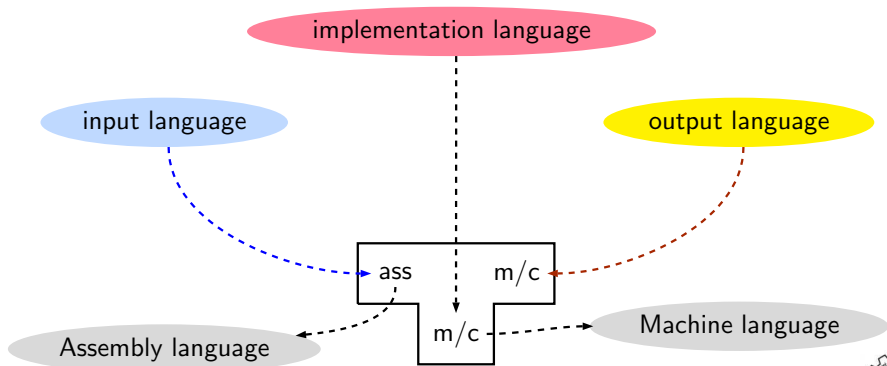 implementation language
input language
output language
ass
m/c
m/c
Machine language
Assembly language